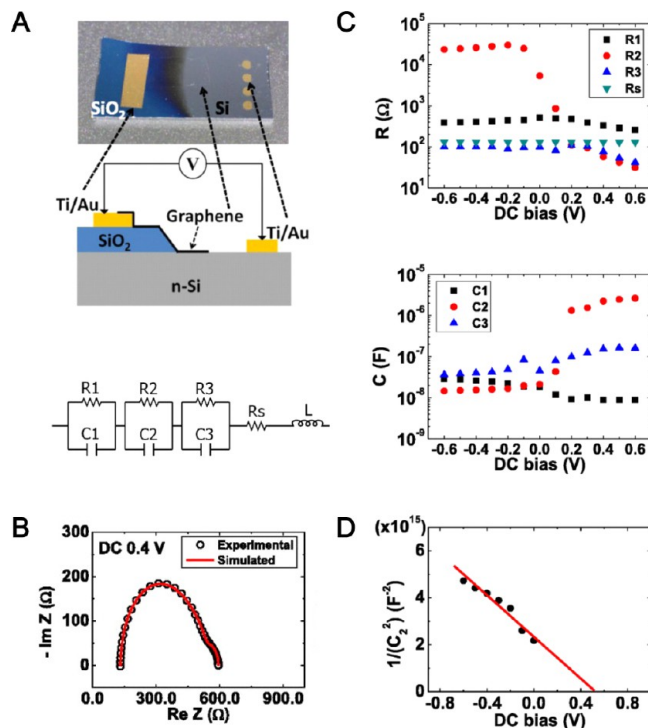 A
SiO2
Si
V
Ti/Au
Graphene
Ti/Au
SiO2
n-Si
R1
R2
R3
Rs
L
C1
C2
C3
B
300
DC 0.4 V
Experimental
Simulated
200
100
0
- Im Z (Ω)
0.0
300.0
600.0
900.0
Re Z (Ω)
C
10^5
10^4
10^3
10^2
10^1
R (Ω)
R1
R2
R3
Rs
-0.6 -0.4 -0.2 0.0 0.2 0.4 0.6
DC bias (V)
10^-5
10^-6
10^-7
10^-8
10^-9
C (F)
C1
C2
C3
-0.6 -0.4 -0.2 0.0 0.2 0.4 0.6
DC bias (V)
D
(x10^15)
6
4
2
0
1/(C2^2) (F^-2)
-0.8 -0.4 0.0 0.4 0.8
DC bias (V)